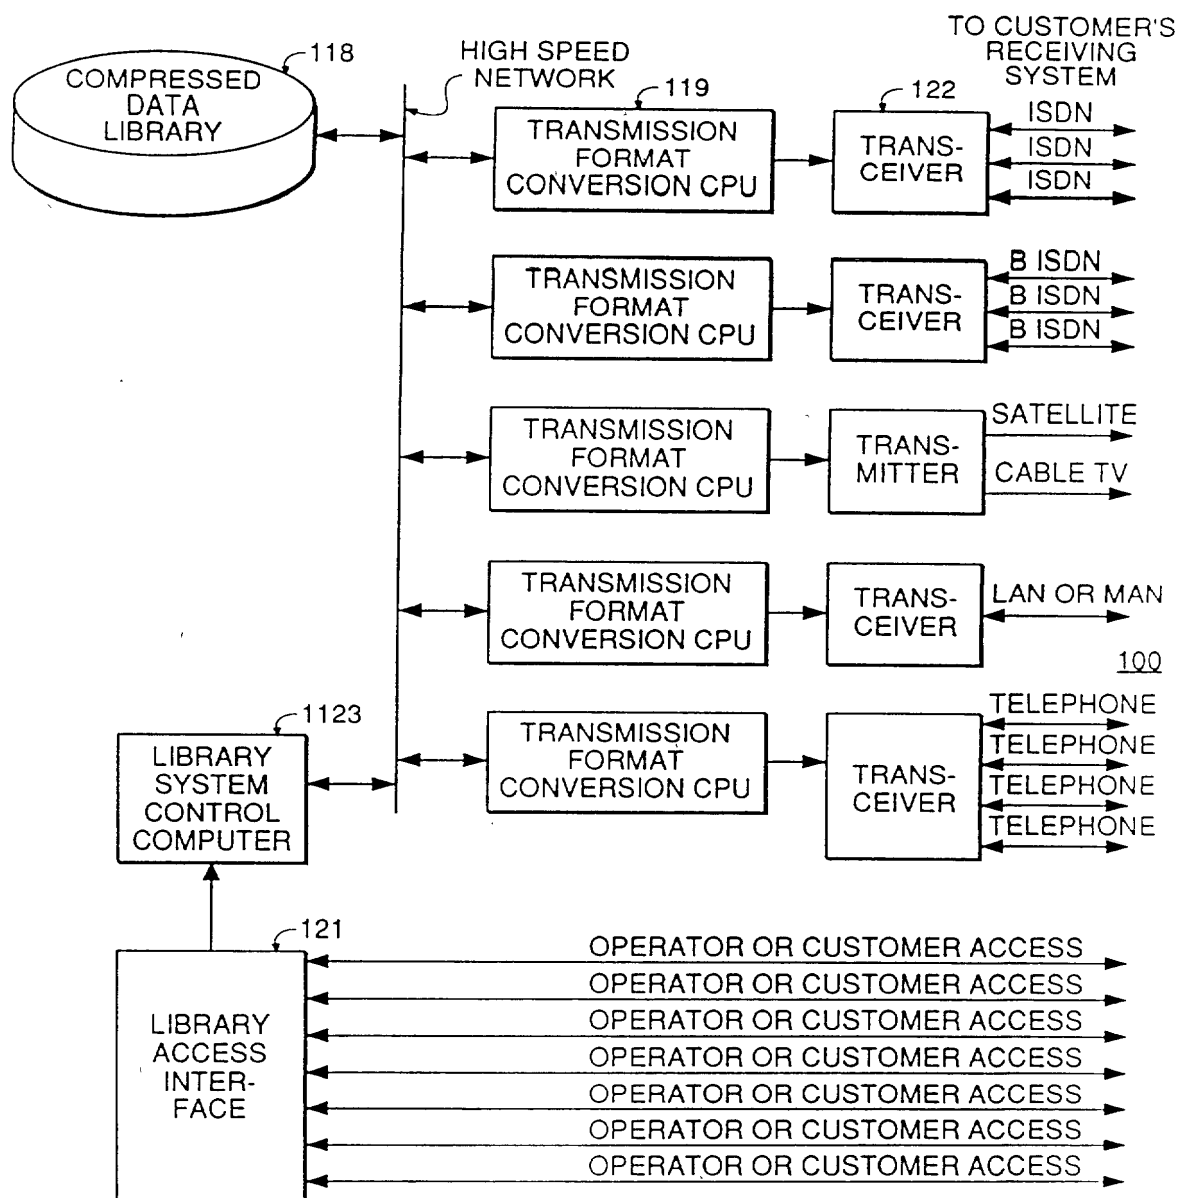 118
COMPRESSED
DATA
LIBRARY
HIGH SPEED
NETWORK
TO CUSTOMER'S
RECEIVING
SYSTEM
119
TRANSMISSION
FORMAT
CONVERSION CPU
122
TRANS-
CEIVER
ISDN
ISDN
ISDN
TRANSMISSION
FORMAT
CONVERSION CPU
TRANS-
CEIVER
B ISDN
B ISDN
B ISDN
TRANSMISSION
FORMAT
CONVERSION CPU
TRANS-
MITTER
SATELLITE
CABLE TV
TRANSMISSION
FORMAT
CONVERSION CPU
TRANS-
CEIVER
LAN OR MAN
100
1123
LIBRARY
SYSTEM
CONTROL
COMPUTER
TRANSMISSION
FORMAT
CONVERSION CPU
TRANS-
CEIVER
TELEPHONE
TELEPHONE
TELEPHONE
TELEPHONE
121
LIBRARY
ACCESS
INTER-
FACE
OPERATOR OR CUSTOMER ACCESS
OPERATOR OR CUSTOMER ACCESS
OPERATOR OR CUSTOMER ACCESS
OPERATOR OR CUSTOMER ACCESS
OPERATOR OR CUSTOMER ACCESS
OPERATOR OR CUSTOMER ACCESS
OPERATOR OR CUSTOMER ACCESS